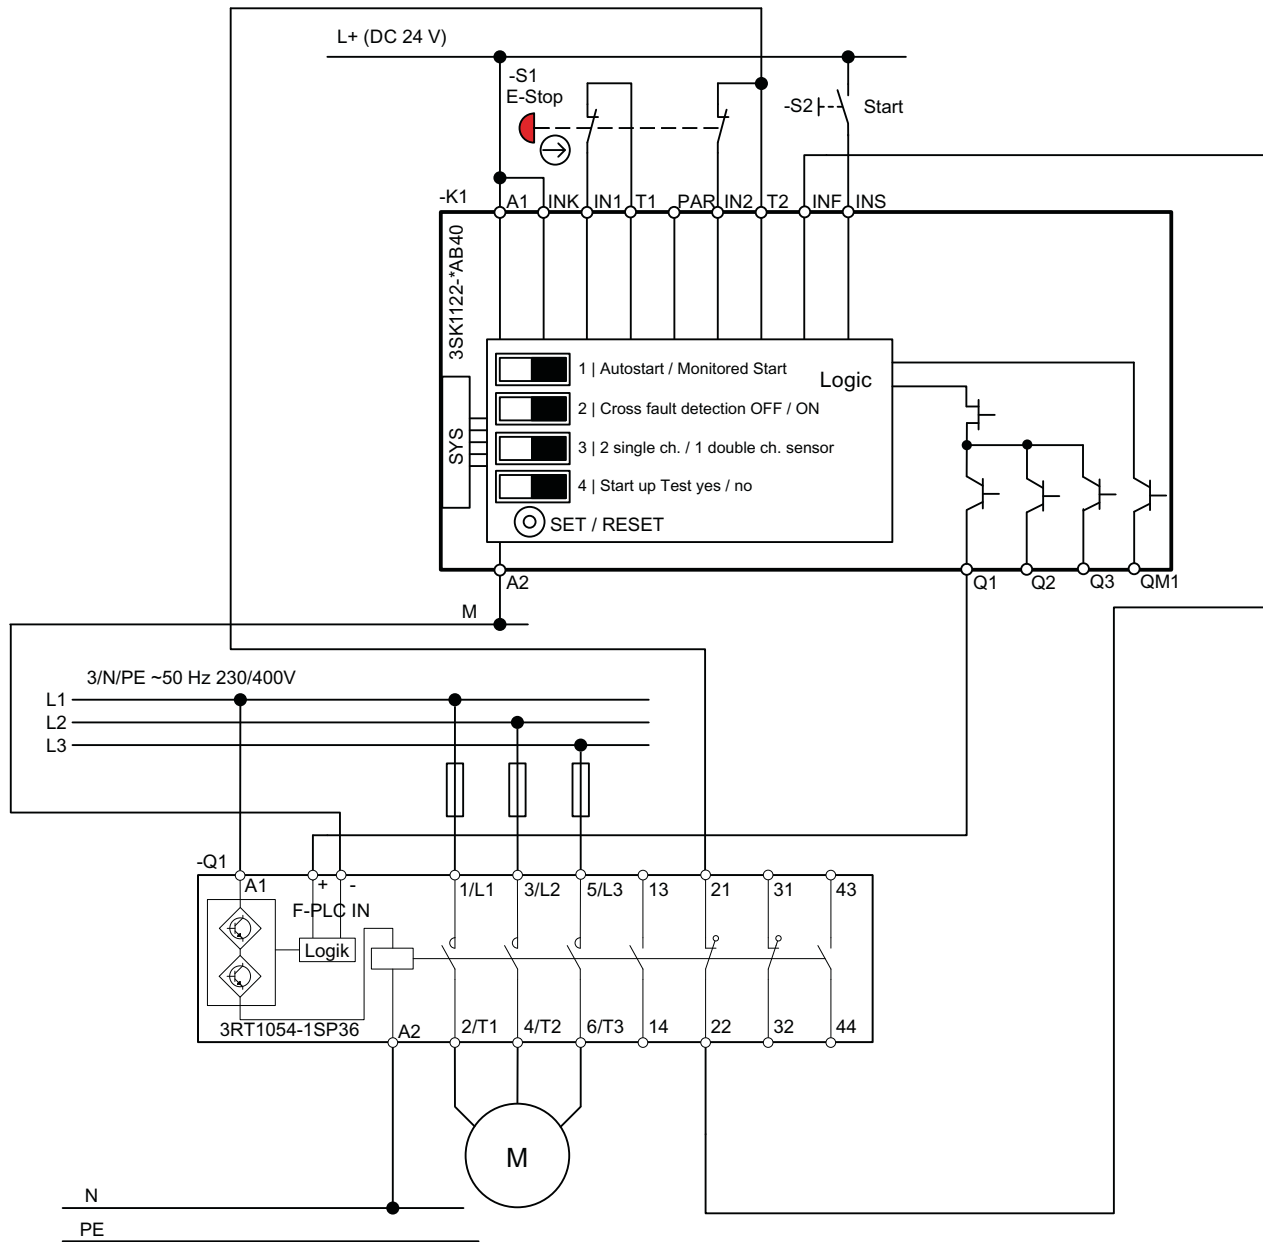 L+ (DC 24 V)
-S1
E-Stop
-S2
Start
-K1
A1
INK
IN1
T1
PAR
IN2
T2
INF
INS
3SK1122-*AB40
SYS
1 | Autostart / Monitored Start
Logic
2 | Cross fault detection OFF / ON
3 | 2 single ch. / 1 double ch. sensor
4 | Start up Test yes / no
SET / RESET
A2
Q1
Q2
Q3
QM1
M
3/N/PE ~50 Hz 230/400V
L1
L2
L3
-Q1
A1
+
-
1/L1
3/L2
5/L3
13
21
31
43
F-PLC IN
Logik
3RT1054-1SP36
A2
2/T1
4/T2
6/T3
14
22
32
44
M
N
PE